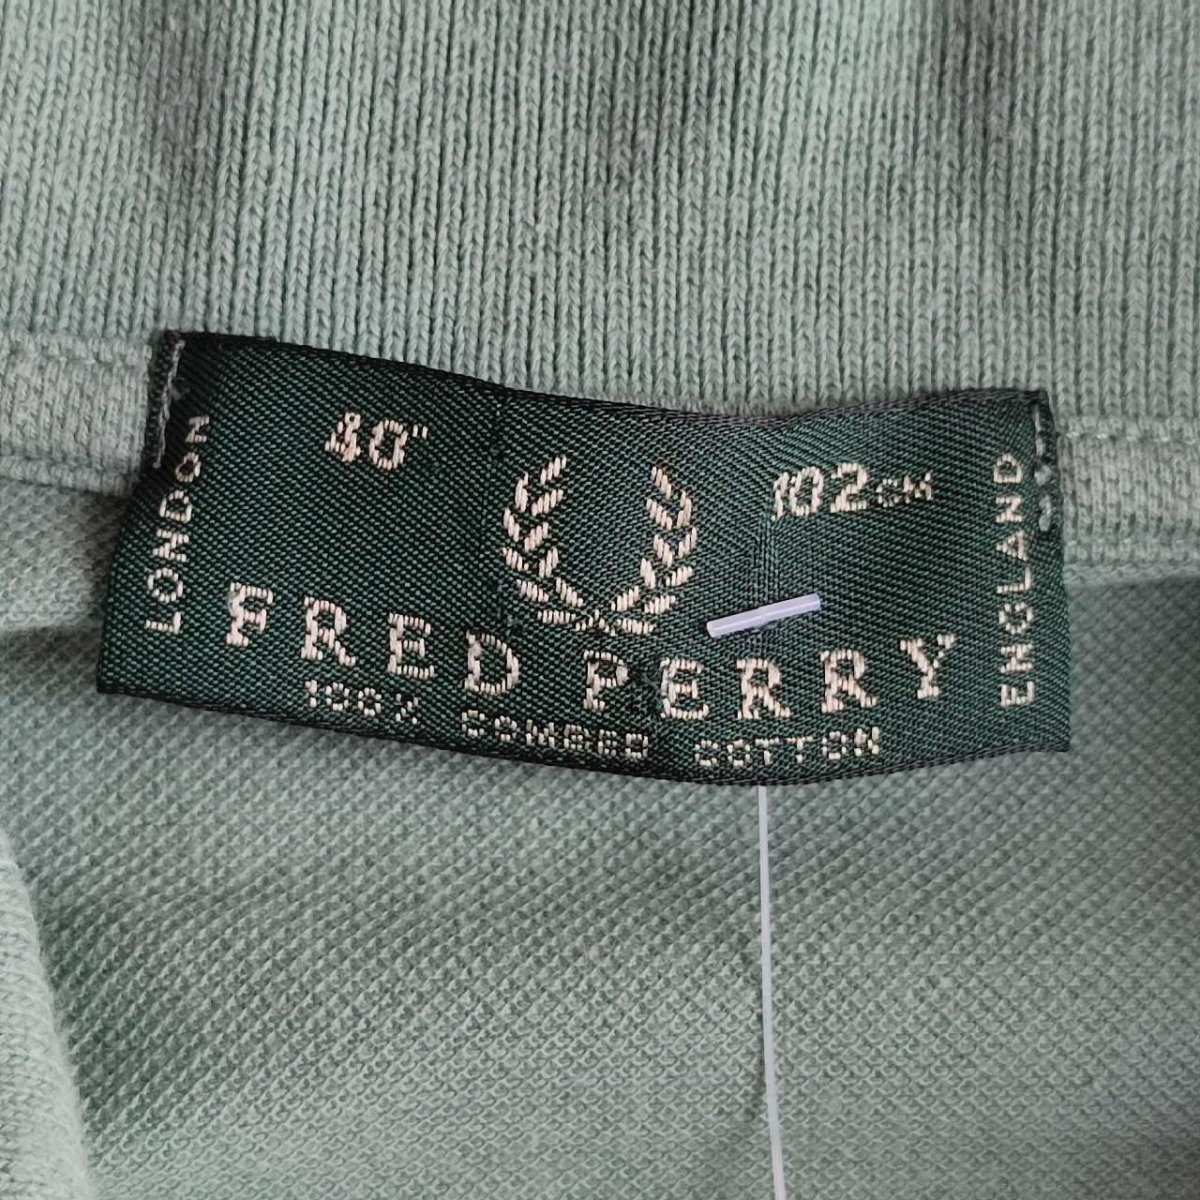 40" 102CM
LONDON
FRED PERRY
ENGLAND
100% COMBED COTTON